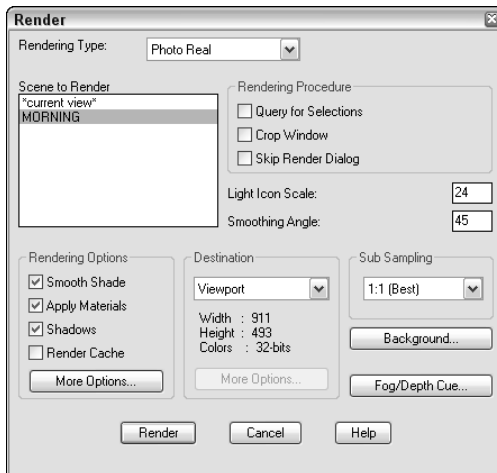 Render
Rendering Type:
Photo Real
Scene to Render
*current view*
MORNING
Rendering Procedure
Query for Selections
Crop Window
Skip Render Dialog
Light Icon Scale:
24
Smoothing Angle:
45
Rendering Options
Smooth Shade
Apply Materials
Shadows
Render Cache
More Options...
Destination
Viewport
Width : 911
Height : 493
Colors : 32-bits
More Options...
Sub Sampling
1:1 (Best)
Background...
Fog/Depth Cue...
Render
Cancel
Help